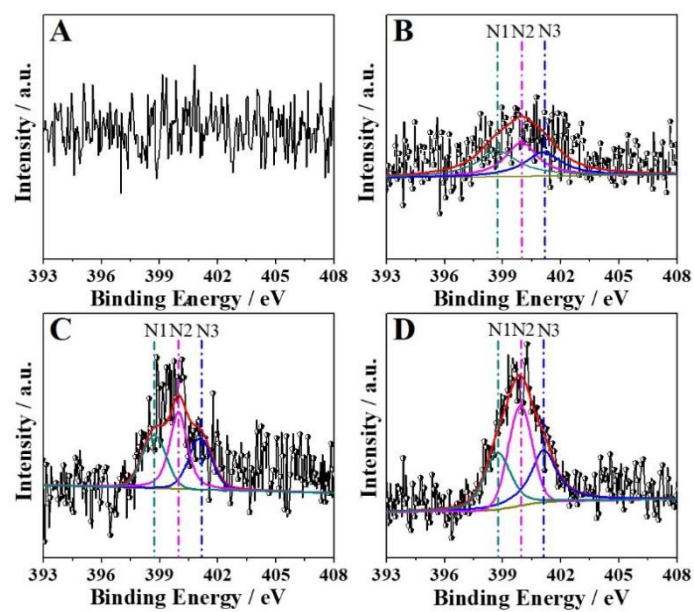 A
Intensity / a.u.
393 396 399 402 405 408
Binding Energy / eV
B
N1 N2 N3
Intensity / a.u.
393 396 399 402 405 408
Binding Energy / eV
C
N1 N2 N3
Intensity / a.u.
393 396 399 402 405 408
Binding Energy / eV
D
N1 N2 N3
Intensity / a.u.
393 396 399 402 405 408
Binding Energy / eV